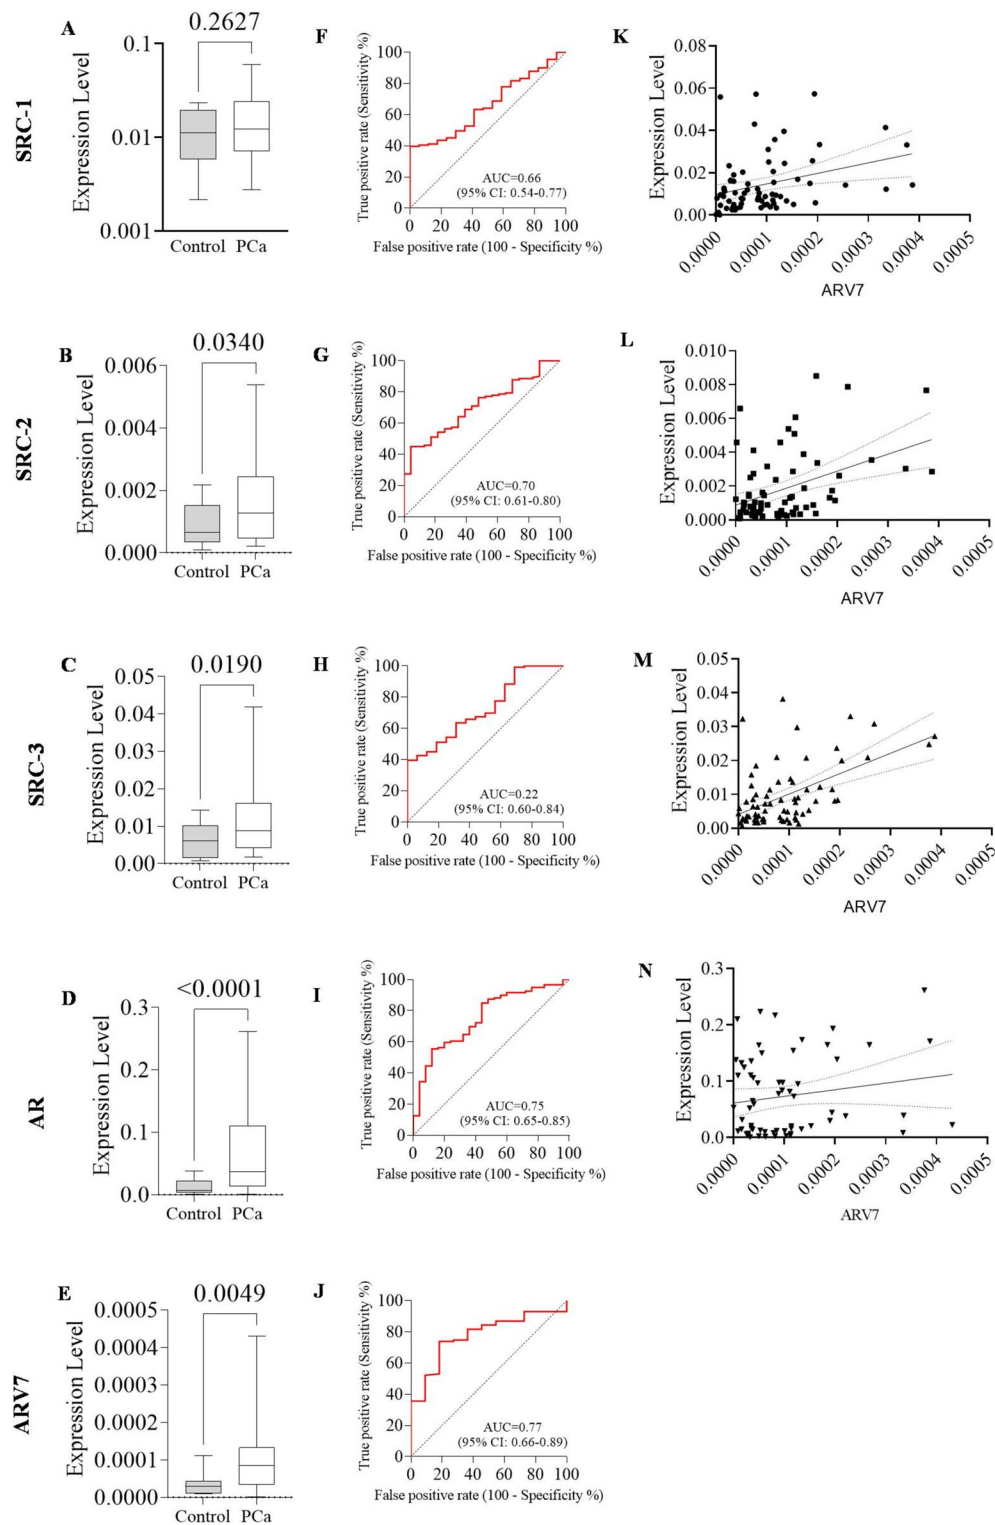 SRC-1
A
0.2627
Expression Level
0.1
0.01
0.001
Control PCa
F
True positive rate (Sensitivity %)
100
80
60
40
20
0
AUC=0.66
(95% CI: 0.54-0.77)
0 20 40 60 80 100
False positive rate (100 - Specificity %)
K
Expression Level
0.08
0.06
0.04
0.02
0.00
0.0000 0.0001 0.0002 0.0003 0.0004 0.0005
ARV7
SRC-2
B
0.0340
Expression Level
0.006
0.004
0.002
0.000
Control PCa
G
True positive rate (Sensitivity %)
100
80
60
40
20
0
AUC=0.70
(95% CI: 0.61-0.80)
0 20 40 60 80 100
False positive rate (100 - Specificity %)
L
Expression Level
0.010
0.008
0.006
0.004
0.002
0.000
0.0000 0.0001 0.0002 0.0003 0.0004 0.0005
ARV7
SRC-3
C
0.0190
Expression Level
0.05
0.04
0.03
0.02
0.01
0.00
Control PCa
H
True positive rate (Sensitivity %)
100
80
60
40
20
0
AUC=0.22
(95% CI: 0.60-0.84)
0 20 40 60 80 100
False positive rate (100 - Specificity %)
M
Expression Level
0.05
0.04
0.03
0.02
0.01
0.00
0.0000 0.0001 0.0002 0.0003 0.0004 0.0005
ARV7
AR
D
<0.0001
Expression Level
0.3
0.2
0.1
0.0
Control PCa
I
True positive rate (Sensitivity %)
100
80
60
40
20
0
AUC=0.75
(95% CI: 0.65-0.85)
0 20 40 60 80 100
False positive rate (100 - Specificity %)
N
Expression Level
0.3
0.2
0.1
0.0
0.0000 0.0001 0.0002 0.0003 0.0004 0.0005
ARV7
ARV7
E
0.0049
Expression Level
0.0005
0.0004
0.0003
0.0002
0.0001
0.0000
Control PCa
J
True positive rate (Sensitivity %)
100
80
60
40
20
0
AUC=0.77
(95% CI: 0.66-0.89)
0 20 40 60 80 100
False positive rate (100 - Specificity %)